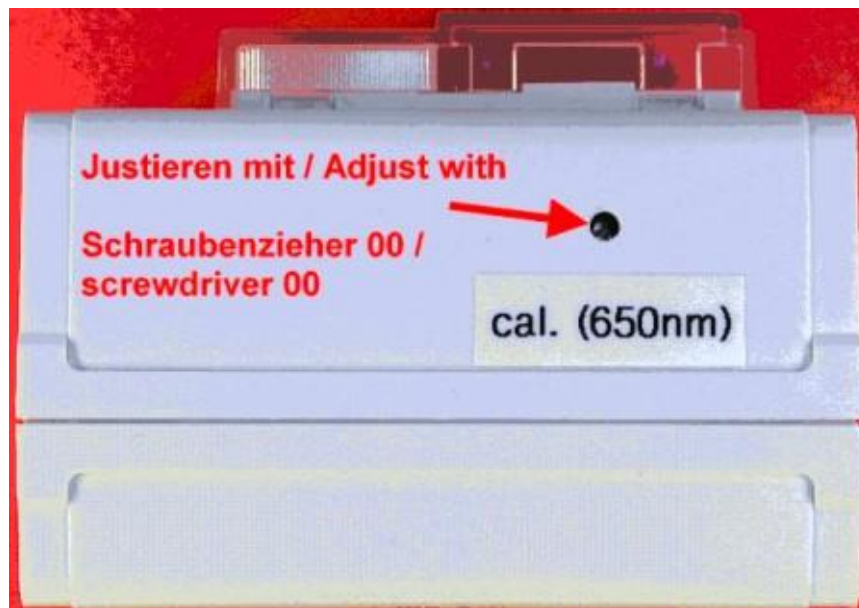 Justieren mit / Adjust with
Schraubenzieher 00 /
screwdriver 00
cal. (650nm)